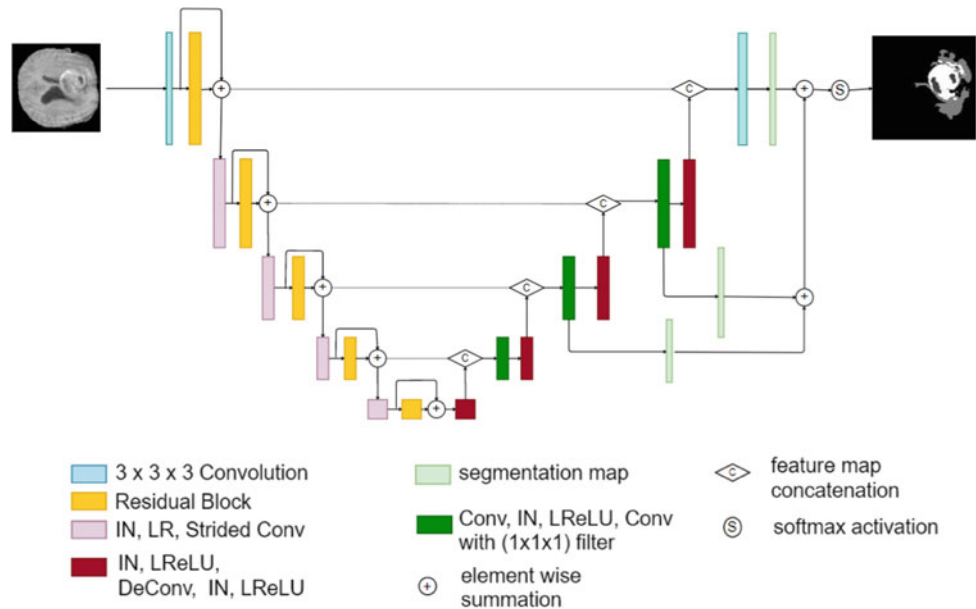 C
S
C
C
C
3 x 3 x 3 Convolution
Residual Block
IN, LR, Strided Conv
IN, LReLU,
DeConv, IN, LReLU
segmentation map
Conv, IN, LReLU, Conv
with (1x1x1) filter
+ element wise
summation
C feature map
concatenation
S softmax activation